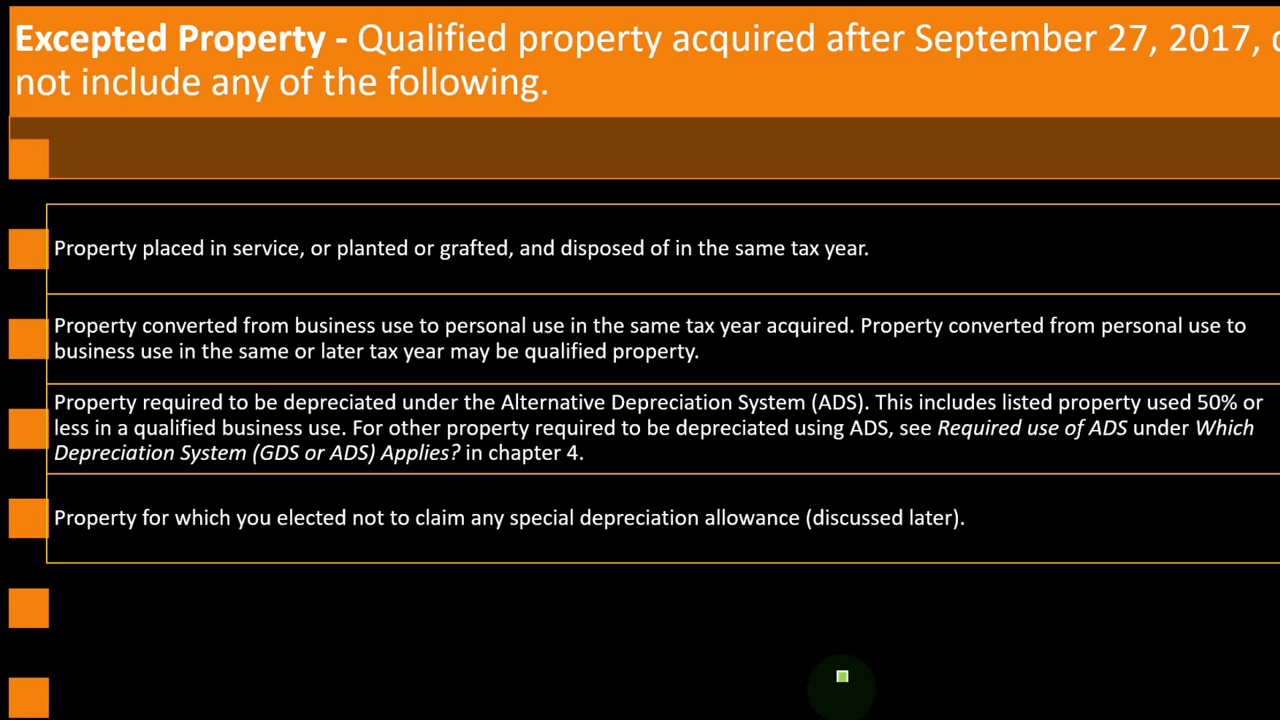 Excepted Property - Qualified property acquired after September 27, 2017,
not include any of the following.
Property placed in service, or planted or grafted, and disposed of in the same tax year.
Property converted from business use to personal use in the same tax year acquired. Property converted from personal use to
business use in the same or later tax year may be qualified property.
Property required to be depreciated under the Alternative Depreciation System (ADS). This includes listed property used 50% or
less in a qualified business use. For other property required to be depreciated using ADS, see Required use of ADS under Which
Depreciation System (GDS or ADS) Applies? in chapter 4.
Property for which you elected not to claim any special depreciation allowance (discussed later).